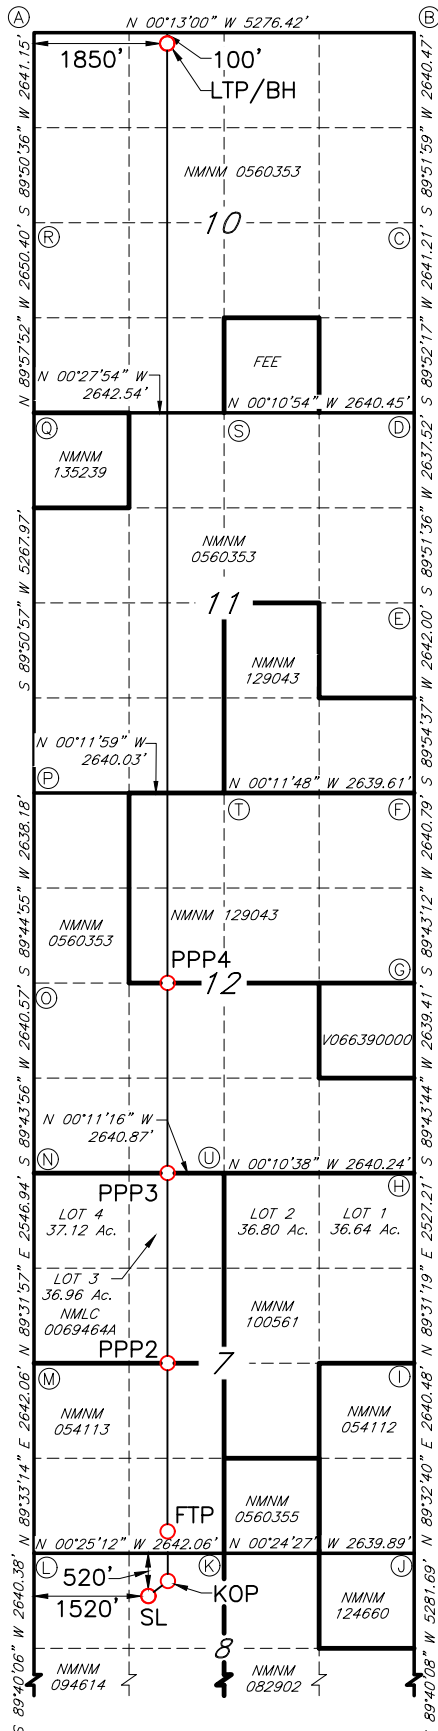 A
N 00°13'00" W 5276.42'
B
1850'
100'
LTP/BH
S 89°50'36" W 2641.15'
S 89°51'59" W 2640.47'
NMNM 0560353
R
10
C
N 89°57'52" W 2650.40'
S 89°52'17" W 2641.21'
FEE
N 00°27'54" W
2642.54'
N 00°10'54" W 2640.45'
Q
S
D
NMNM
135239
S 89°51'36" W 2637.52'
NMNM
0560353
11
E
S 89°50'57" W 5267.97'
NMNM
129043
S 89°54'37" W 2642.00'
N 00°11'59" W
2640.03'
N 00°11'48" W 2639.61'
P
T
F
S 89°44'55" W 2638.18'
S 89°43'12" W 2640.79'
NMNM
0560353
NMNM 129043
PPP4
12
G
O
V066390000
S 89°43'56" W 2640.57'
S 89°43'44" W 2639.41'
N 00°11'16" W
2640.87'
N
U
N 00°10'38" W 2640.24'
H
PPP3
LOT 4
37.12 Ac.
LOT 2
36.80 Ac.
LOT 1
36.64 Ac.
N 89°31'57" E 2546.94'
N 89°31'19" E 2527.21'
LOT 3
36.96 Ac.
NMLC
0069464A
NMNM
100561
PPP2
7
M
I
NMNM
054113
NMNM
054112
N 89°33'14" E 2642.06'
N 89°32'40" E 2640.48'
NMNM
0560355
FTP
N 00°25'12" W 2642.06'
N 00°24'27" W 2639.89'
L
K
J
520'
KOP
1520'
SL
NMNM
124660
8
S 89°40'06" W 2640.38'
S 89°40'08" W 5281.69'
NMNM
094614
NMNM
082902